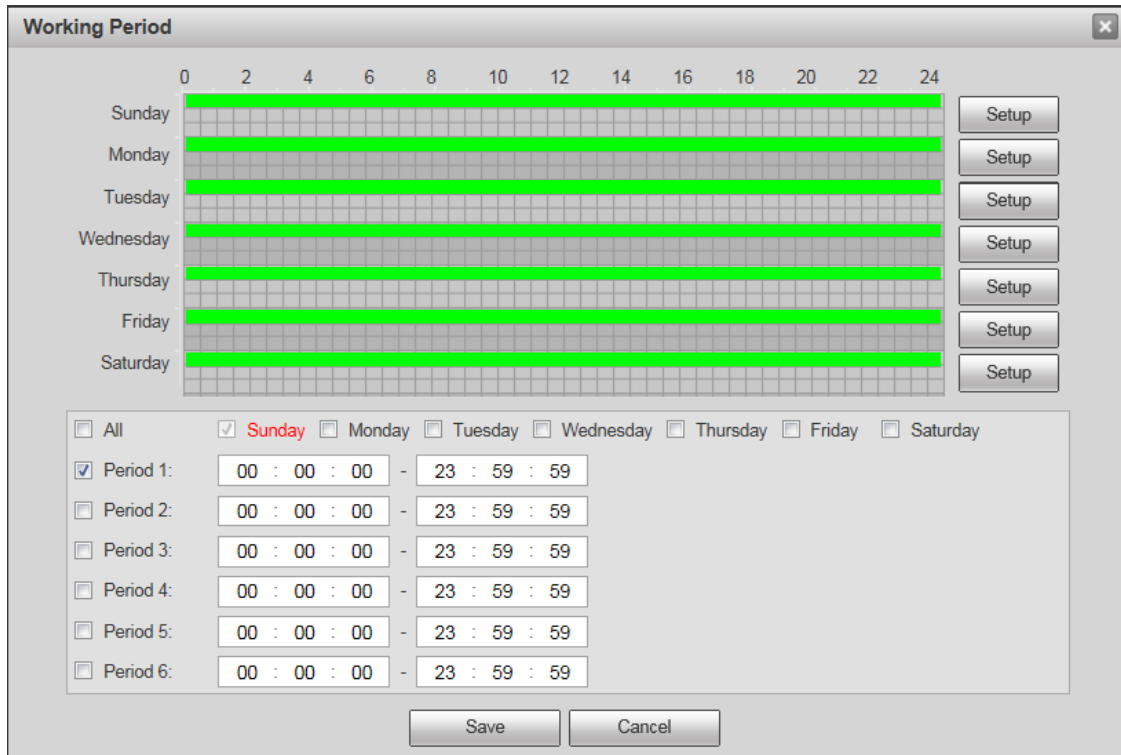 Working Period
0 2 4 6 8 10 12 14 16 18 20 22 24
Sunday Setup
Monday Setup
Tuesday Setup
Wednesday Setup
Thursday Setup
Friday Setup
Saturday Setup
All Sunday Monday Tuesday Wednesday Thursday Friday Saturday
Period 1: 00 : 00 : 00 - 23 : 59 : 59
Period 2: 00 : 00 : 00 - 23 : 59 : 59
Period 3: 00 : 00 : 00 - 23 : 59 : 59
Period 4: 00 : 00 : 00 - 23 : 59 : 59
Period 5: 00 : 00 : 00 - 23 : 59 : 59
Period 6: 00 : 00 : 00 - 23 : 59 : 59
Save Cancel